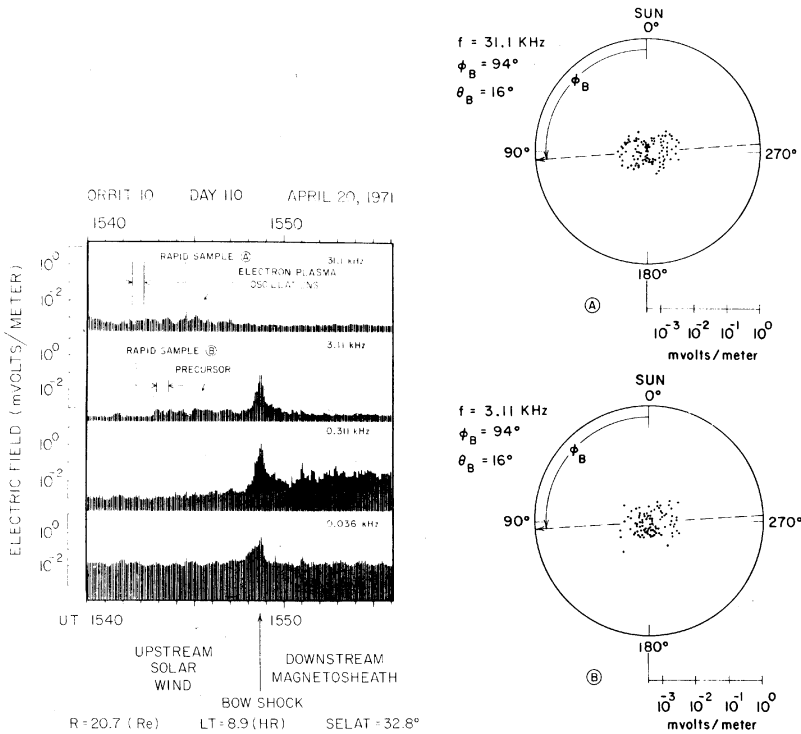 ORBIT 10 DAY 110 APRIL 20, 1971
1540 1550
ELECTRIC FIELD (mVOLTS/METER)
10⁰
10⁻²
RAPID SAMPLE Ⓐ
31.1 kHz
ELECTRON PLASMA
OSCILLATIONS
10⁰
10⁻²
3.11 kHz
RAPID SAMPLE Ⓑ
PRECURSOR
10⁰
10⁻²
0.311 kHz
10⁰
10⁻²
0.036 kHz
UT 1540 1550
UPSTREAM
SOLAR
WIND
DOWNSTREAM
MAGNETOSHEATH
BOW SHOCK
R=20.7 (Re) LT=8.9 (HR) SELAT=32.8°
SUN
0°
f = 31.1 KHz
ϕB = 94°
θB = 16°
ϕB
90°
270°
180°
Ⓐ
10⁻³ 10⁻² 10⁻¹ 10⁰
mvolts/meter
SUN
0°
f = 3.11 KHz
ϕB = 94°
θB = 16°
ϕB
90°
270°
180°
Ⓑ
10⁻³ 10⁻² 10⁻¹ 10⁰
mvolts/meter